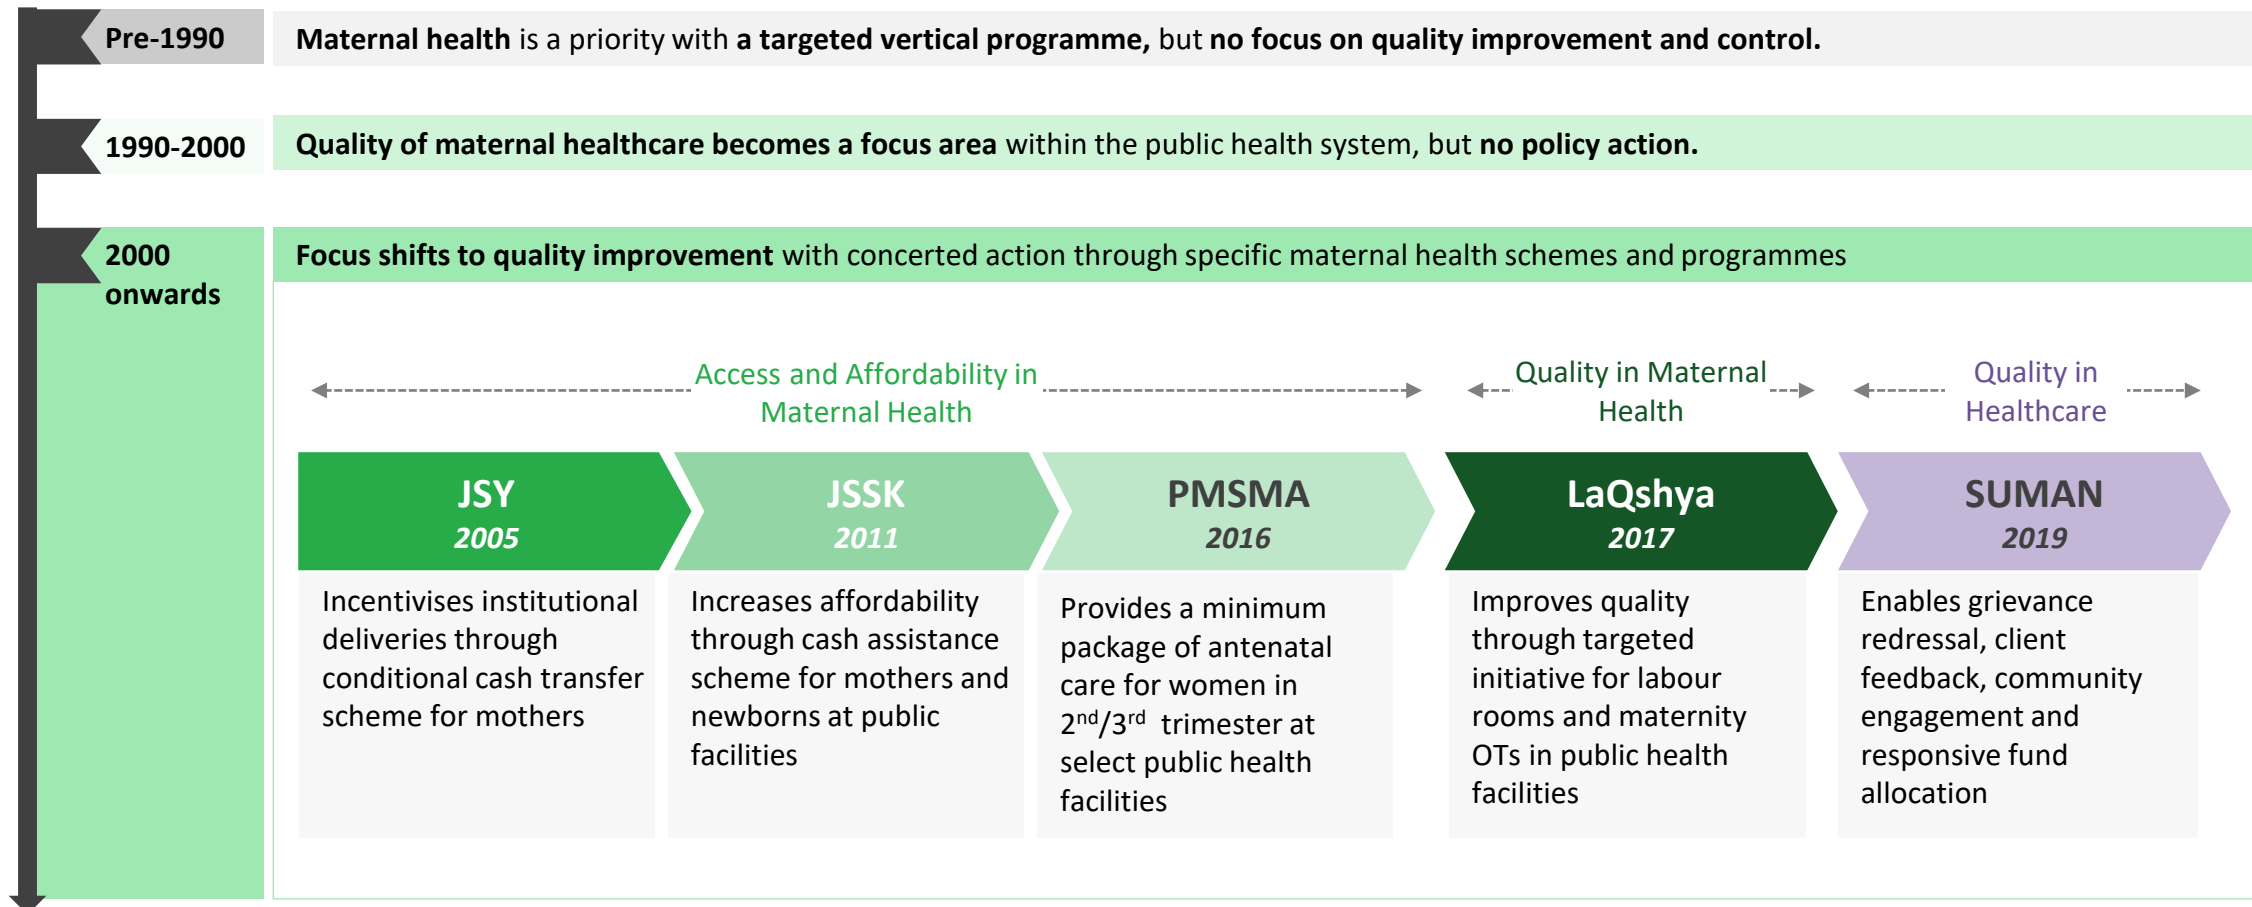 Pre-1990
Maternal health is a priority with a targeted vertical programme, but no focus on quality improvement and control.
1990-2000
Quality of maternal healthcare becomes a focus area within the public health system, but no policy action.
2000
onwards
Focus shifts to quality improvement with concerted action through specific maternal health schemes and programmes
Access and Affordability in
Maternal Health
Quality in Maternal
Health
Quality in
Healthcare
JSY
2005
Incentivises institutional
deliveries through
conditional cash transfer
scheme for mothers
JSSK
2011
Increases affordability
through cash assistance
scheme for mothers and
newborns at public
facilities
PMSMA
2016
Provides a minimum
package of antenatal
care for women in
2nd/3rd trimester at
select public health
facilities
LaQshya
2017
Improves quality
through targeted
initiative for labour
rooms and maternity
OTs in public health
facilities
SUMAN
2019
Enables grievance
redressal, client
feedback, community
engagement and
responsive fund
allocation